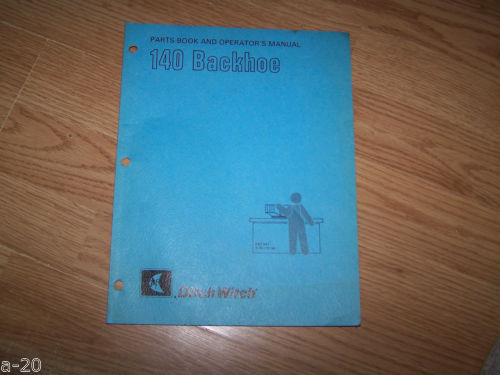 PARTS BOOK AND OPERATOR'S MANUAL
140 Backhoe
Ditch Witch
a-20